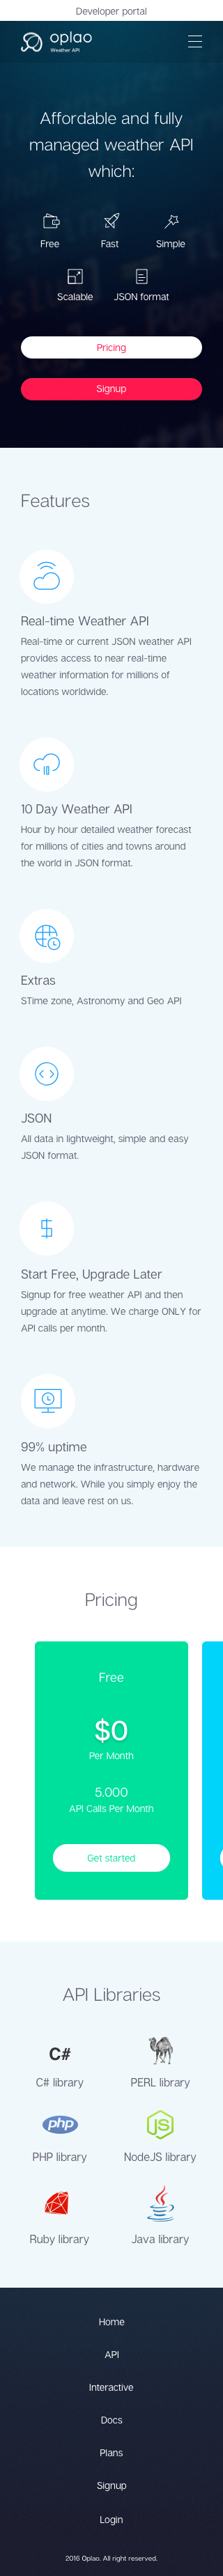 Developer portal
oplao
Weather API
Affordable and fully
managed weather API
which:
Free Fast Simple
Scalable JSON format
Pricing
Signup
Features
Real-time Weather API
Real-time or current JSON weather API
provides access to near real-time
weather information for millions of
locations worldwide.
10 Day Weather API
Hour by hour detailed weather forecast
for millions of cities and towns around
the world in JSON format.
Extras
STime zone, Astronomy and Geo API
JSON
All data in lightweight, simple and easy
JSON format.
$
Start Free, Upgrade Later
Signup for free weather API and then
upgrade at anytime. We charge ONLY for
API calls per month.
99% uptime
We manage the infrastructure, hardware
and network. While you simply enjoy the
data and leave rest on us.
Pricing
Free
$0
Per Month
5.000
API Calls Per Month
Get started
API Libraries
C#
C# library PERL library
php JS
PHP library NodeJS library
Ruby library Java library
Home
API
Interactive
Docs
Plans
Signup
Login
2016 Oplao. All right reserved.